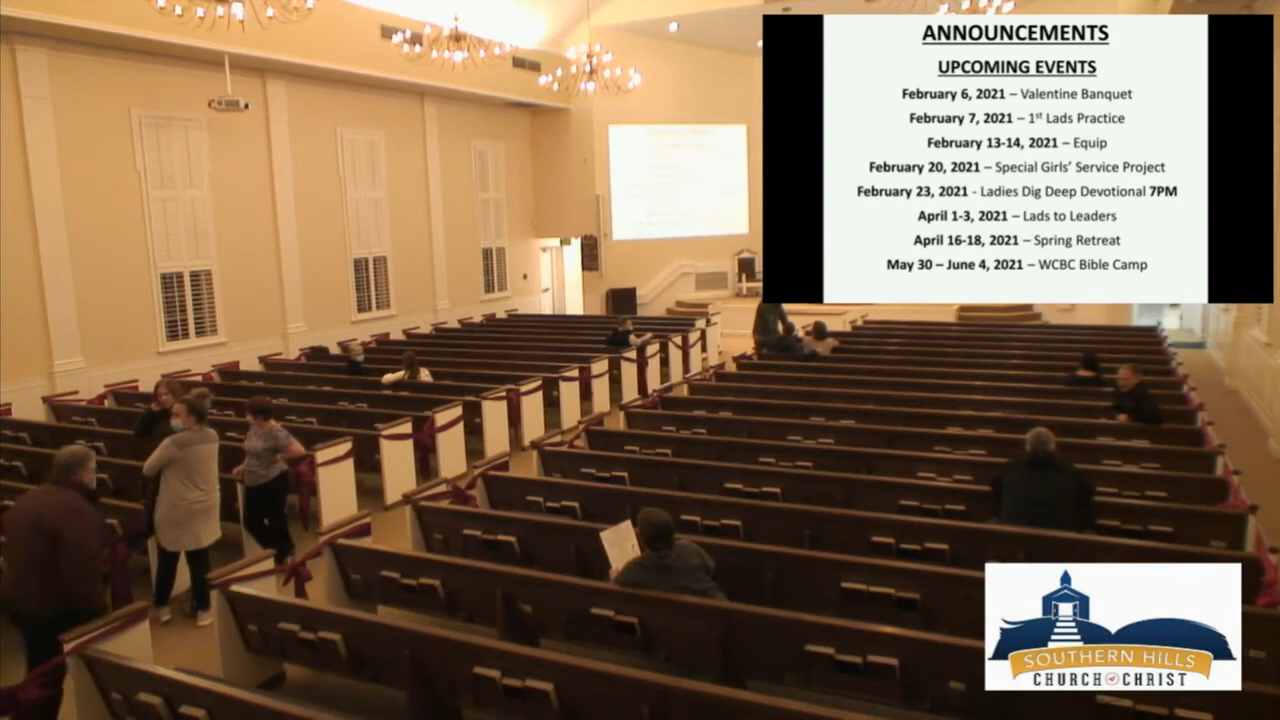 ANNOUNCEMENTS
UPCOMING EVENTS
February 6, 2021 – Valentine Banquet
February 7, 2021 – 1st Lads Practice
February 13-14, 2021 – Equip
February 20, 2021 – Special Girls' Service Project
February 23, 2021 - Ladies Dig Deep Devotional 7PM
April 1-3, 2021 – Lads to Leaders
April 16-18, 2021 – Spring Retreat
May 30 – June 4, 2021 – WCBC Bible Camp
SOUTHERN HILLS
CHURCH OF CHRIST